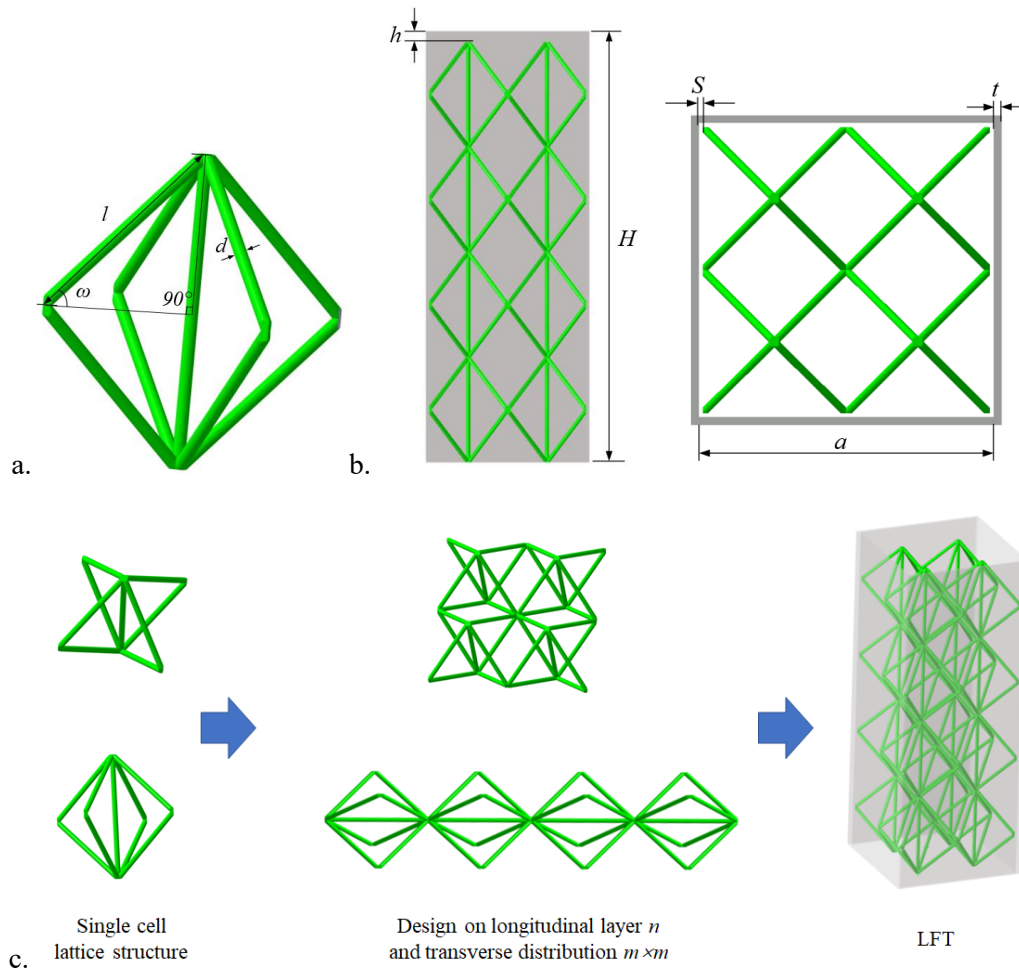 h
S
t
l
d
ω
90°
H
a
a.
b.
Single cell
lattice structure
Design on longitudinal layer n
and transverse distribution m×m
LFT
c.